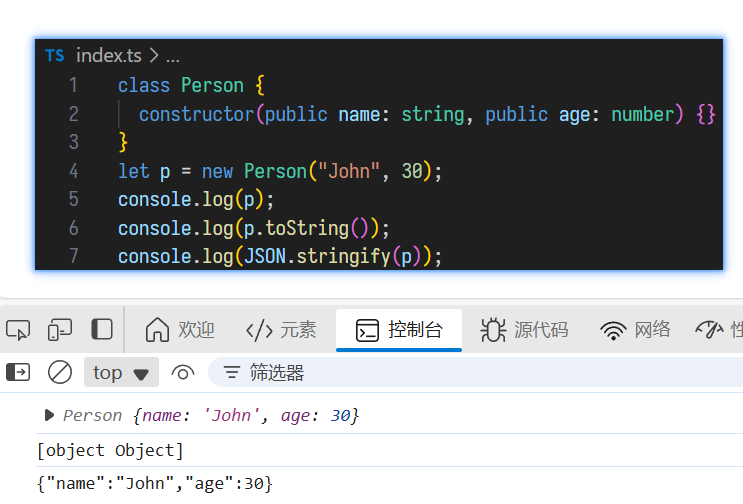 TS index.ts > ...
1 class Person {
2 constructor(public name: string, public age: number) {}
3 }
4 let p = new Person("John", 30);
5 console.log(p);
6 console.log(p.toString());
7 console.log(JSON.stringify(p));
欢迎 </> 元素 控制台 源代码 网络
top 筛选器
Person {name: 'John', age: 30}
[object Object]
{"name":"John","age":30}